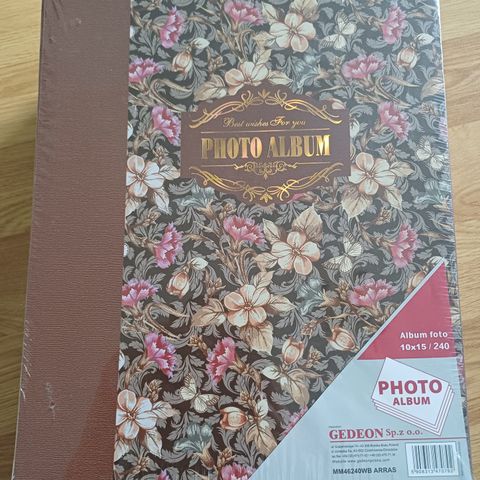 Best wishes For you
PHOTO ALBUM
Album foto
10x15 / 240
PHOTO
ALBUM
GEDEON Sp.z o.o.
MM46240WB ARRAS